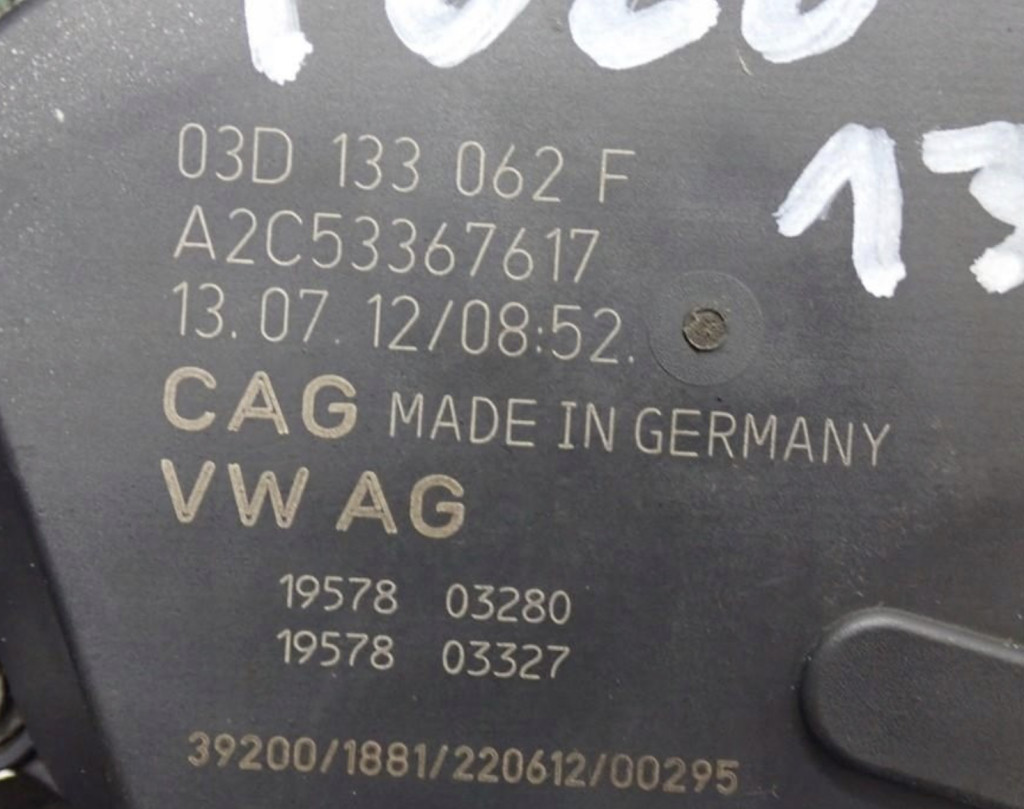 03D 133 062 F
A2C53367617
13.07.12/08:52.
CAG MADE IN GERMANY
VW AG
19578 03280
19578 03327
39200/1881/220612/00295